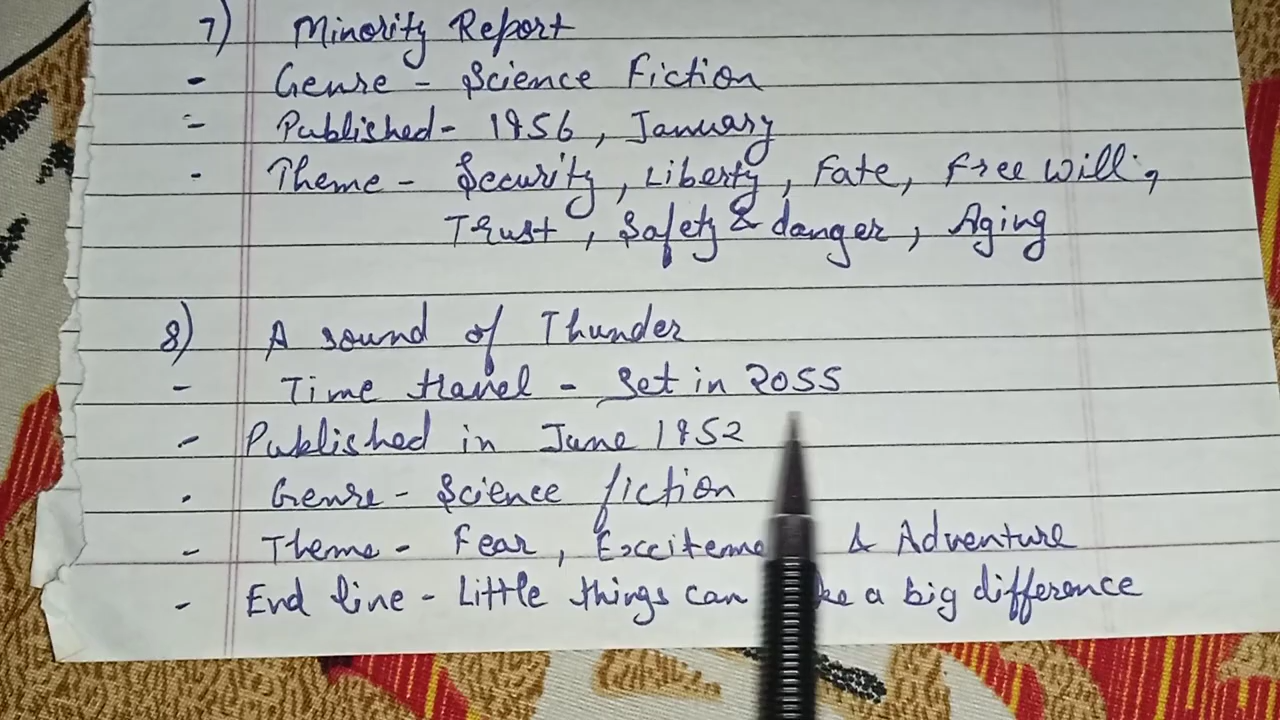 7) Minority Report
- Genre - Science Fiction
- Published - 1956, January
- Theme - Security, Liberty, Fate, Free Will,
Trust, Safety & danger, Aging
8) A sound of Thunder
- Time travel - Set in 2055
- Published in June 1952
- Genre - Science fiction
- Theme - Fear, & Adventure
- End line - Little things can a big difference